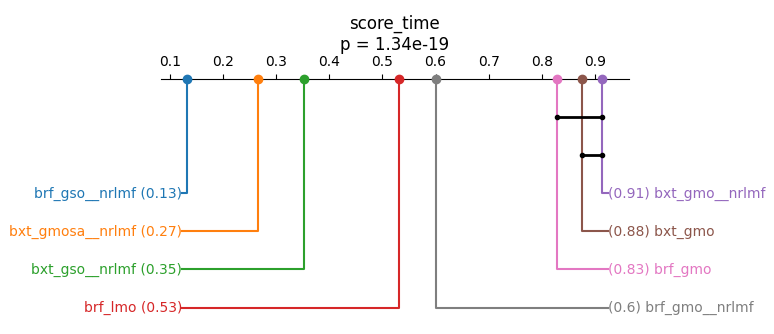 score_time
p = 1.34e-19
0.1 0.2 0.3 0.4 0.5 0.6 0.7 0.8 0.9
brf_gso__nrlmf (0.13) (0.91) bxt_gmo__nrlmf
bxt_gmosa__nrlmf (0.27) (0.88) bxt_gmo
bxt_gso__nrlmf (0.35) (0.83) brf_gmo
brf_lmo (0.53) (0.6) brf_gmo__nrlmf